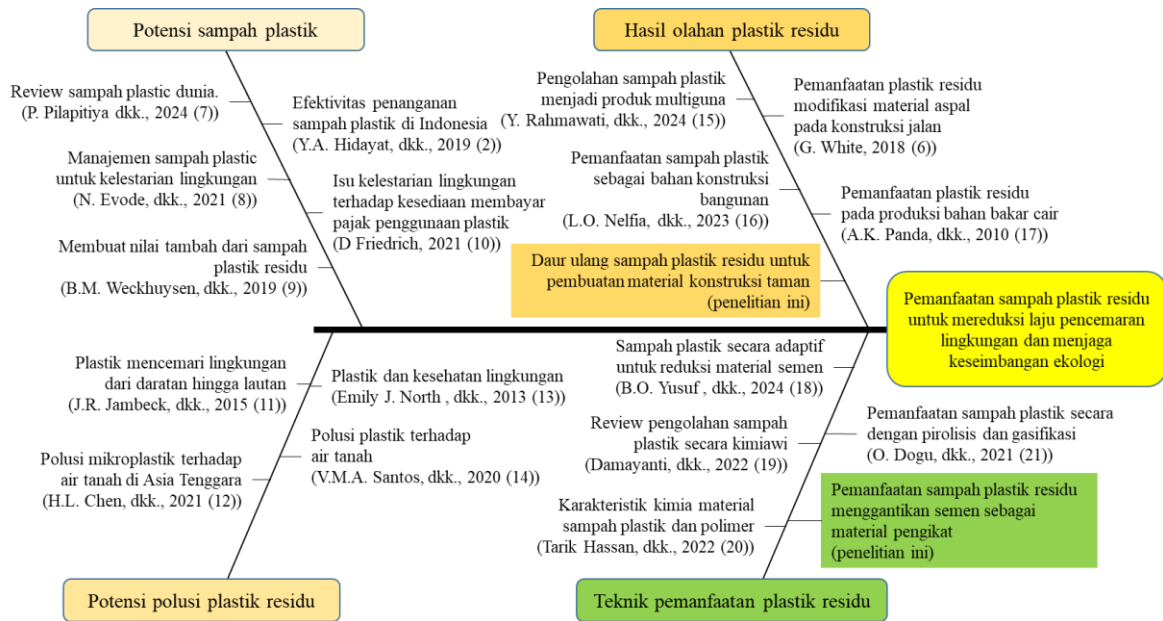 Potensi sampah plastik
Review sampah plastic dunia.
(P. Pilapitiya dkk., 2024 (7))
Efektivitas penanganan
sampah plastik di Indonesia
(Y.A. Hidayat, dkk., 2019 (2))
Manajemen sampah plastic
untuk kelestarian lingkungan
(N. Evode, dkk., 2021 (8))
Isu kelestarian lingkungan
terhadap kesediaan membayar
pajak penggunaan plastik
(D Friedrich, 2021 (10))
Membuat nilai tambah dari sampah
plastik residu
(B.M. Weckhuysen, dkk., 2019 (9))
Hasil olahan plastik residu
Pengolahan sampah plastik
menjadi produk multiguna
(Y. Rahmawati, dkk., 2024 (15))
Pemanfaatan plastik residu
modifikasi material aspal
pada konstruksi jalan
(G. White, 2018 (6))
Pemanfaatan sampah plastik
sebagai bahan konstruksi
bangunan
(L.O. Nelfia, dkk., 2023 (16))
Pemanfaatan plastik residu
pada produksi bahan bakar cair
(A.K. Panda, dkk., 2010 (17))
Daur ulang sampah plastik residu untuk
pembuatan material konstruksi taman
(penelitian ini)
Pemanfaatan sampah plastik residu
untuk mereduksi laju pencemaran
lingkungan dan menjaga
keseimbangan ekologi
Plastik mencemari lingkungan
dari daratan hingga lautan
(J.R. Jambeck, dkk., 2015 (11))
Plastik dan kesehatan lingkungan
(Emily J. North , dkk., 2013 (13))
Polusi mikroplastik terhadap
air tanah di Asia Tenggara
(H.L. Chen, dkk., 2021 (12))
Polusi plastik terhadap
air tanah
(V.M.A. Santos, dkk., 2020 (14))
Potensi polusi plastik residu
Sampah plastik secara adaptif
untuk reduksi material semen
(B.O. Yusuf , dkk., 2024 (18))
Review pengolahan sampah
plastik secara kimiawi
(Damayanti, dkk., 2022 (19))
Pemanfaatan sampah plastik secara
dengan pirolisis dan gasifikasi
(O. Dogu, dkk., 2021 (21))
Karakteristik kimia material
sampah plastik dan polimer
(Tarik Hassan, dkk., 2022 (20))
Pemanfaatan sampah plastik residu
menggantikan semen sebagai
material pengikat
(penelitian ini)
Teknik pemanfaatan plastik residu